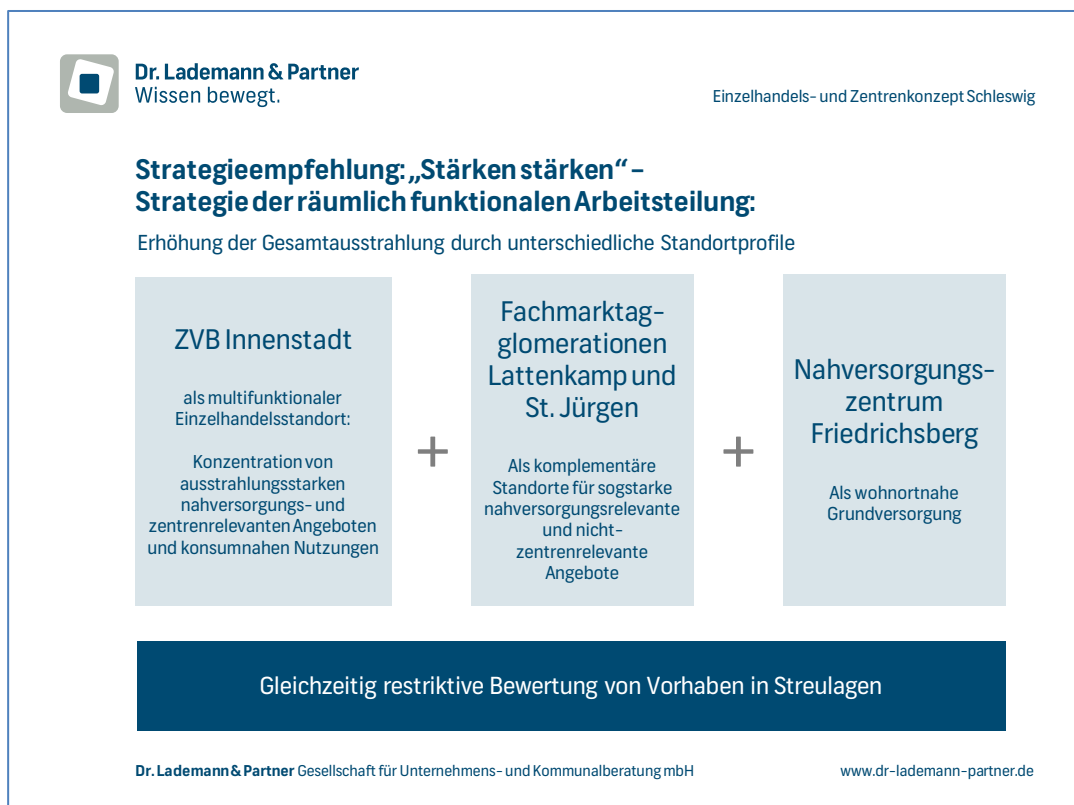 Dr. Lademann & Partner
Wissen bewegt.
Einzelhandels- und Zentrenkonzept Schleswig
Strategieempfehlung: „Stärken stärken“ –
Strategie der räumlich funktionalen Arbeitsteilung:
Erhöhung der Gesamtausstrahlung durch unterschiedliche Standortprofile
ZVB Innenstadt
als multifunktionaler
Einzelhandelsstandort:
Konzentration von
ausstrahlungsstarken
nahversorgungs- und
zentrenrelevanten Angeboten
und konsumnahen Nutzungen
+
Fachmarktag-
glomerationen
Lattenkamp und
St. Jürgen
Als komplementäre
Standorte für sogstarke
nahversorgungsrelevante
und nicht-
zentrenrelevante
Angebote
+
Nahversorgungs-
zentrum
Friedrichsberg
Als wohnortnahe
Grundversorgung
Gleichzeitig restriktive Bewertung von Vorhaben in Streulagen
Dr. Lademann & Partner Gesellschaft für Unternehmens- und Kommunalberatung mbH
www.dr-lademann-partner.de